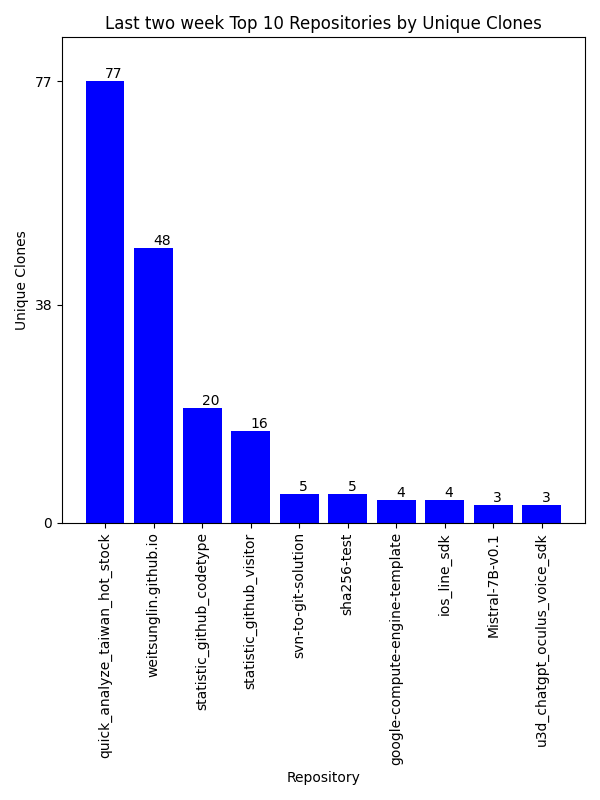 Last two week Top 10 Repositories by Unique Clones
Unique Clones
77
38
0
77
48
20
16
5
5
4
4
3
3
quick_analyze_taiwan_hot_stock
weitsunglin.github.io
statistic_github_codetype
statistic_github_visitor
svn-to-git-solution
sha256-test
google-compute-engine-template
ios_line_sdk
Mistral-7B-v0.1
u3d_chatgpt_oculus_voice_sdk
Repository